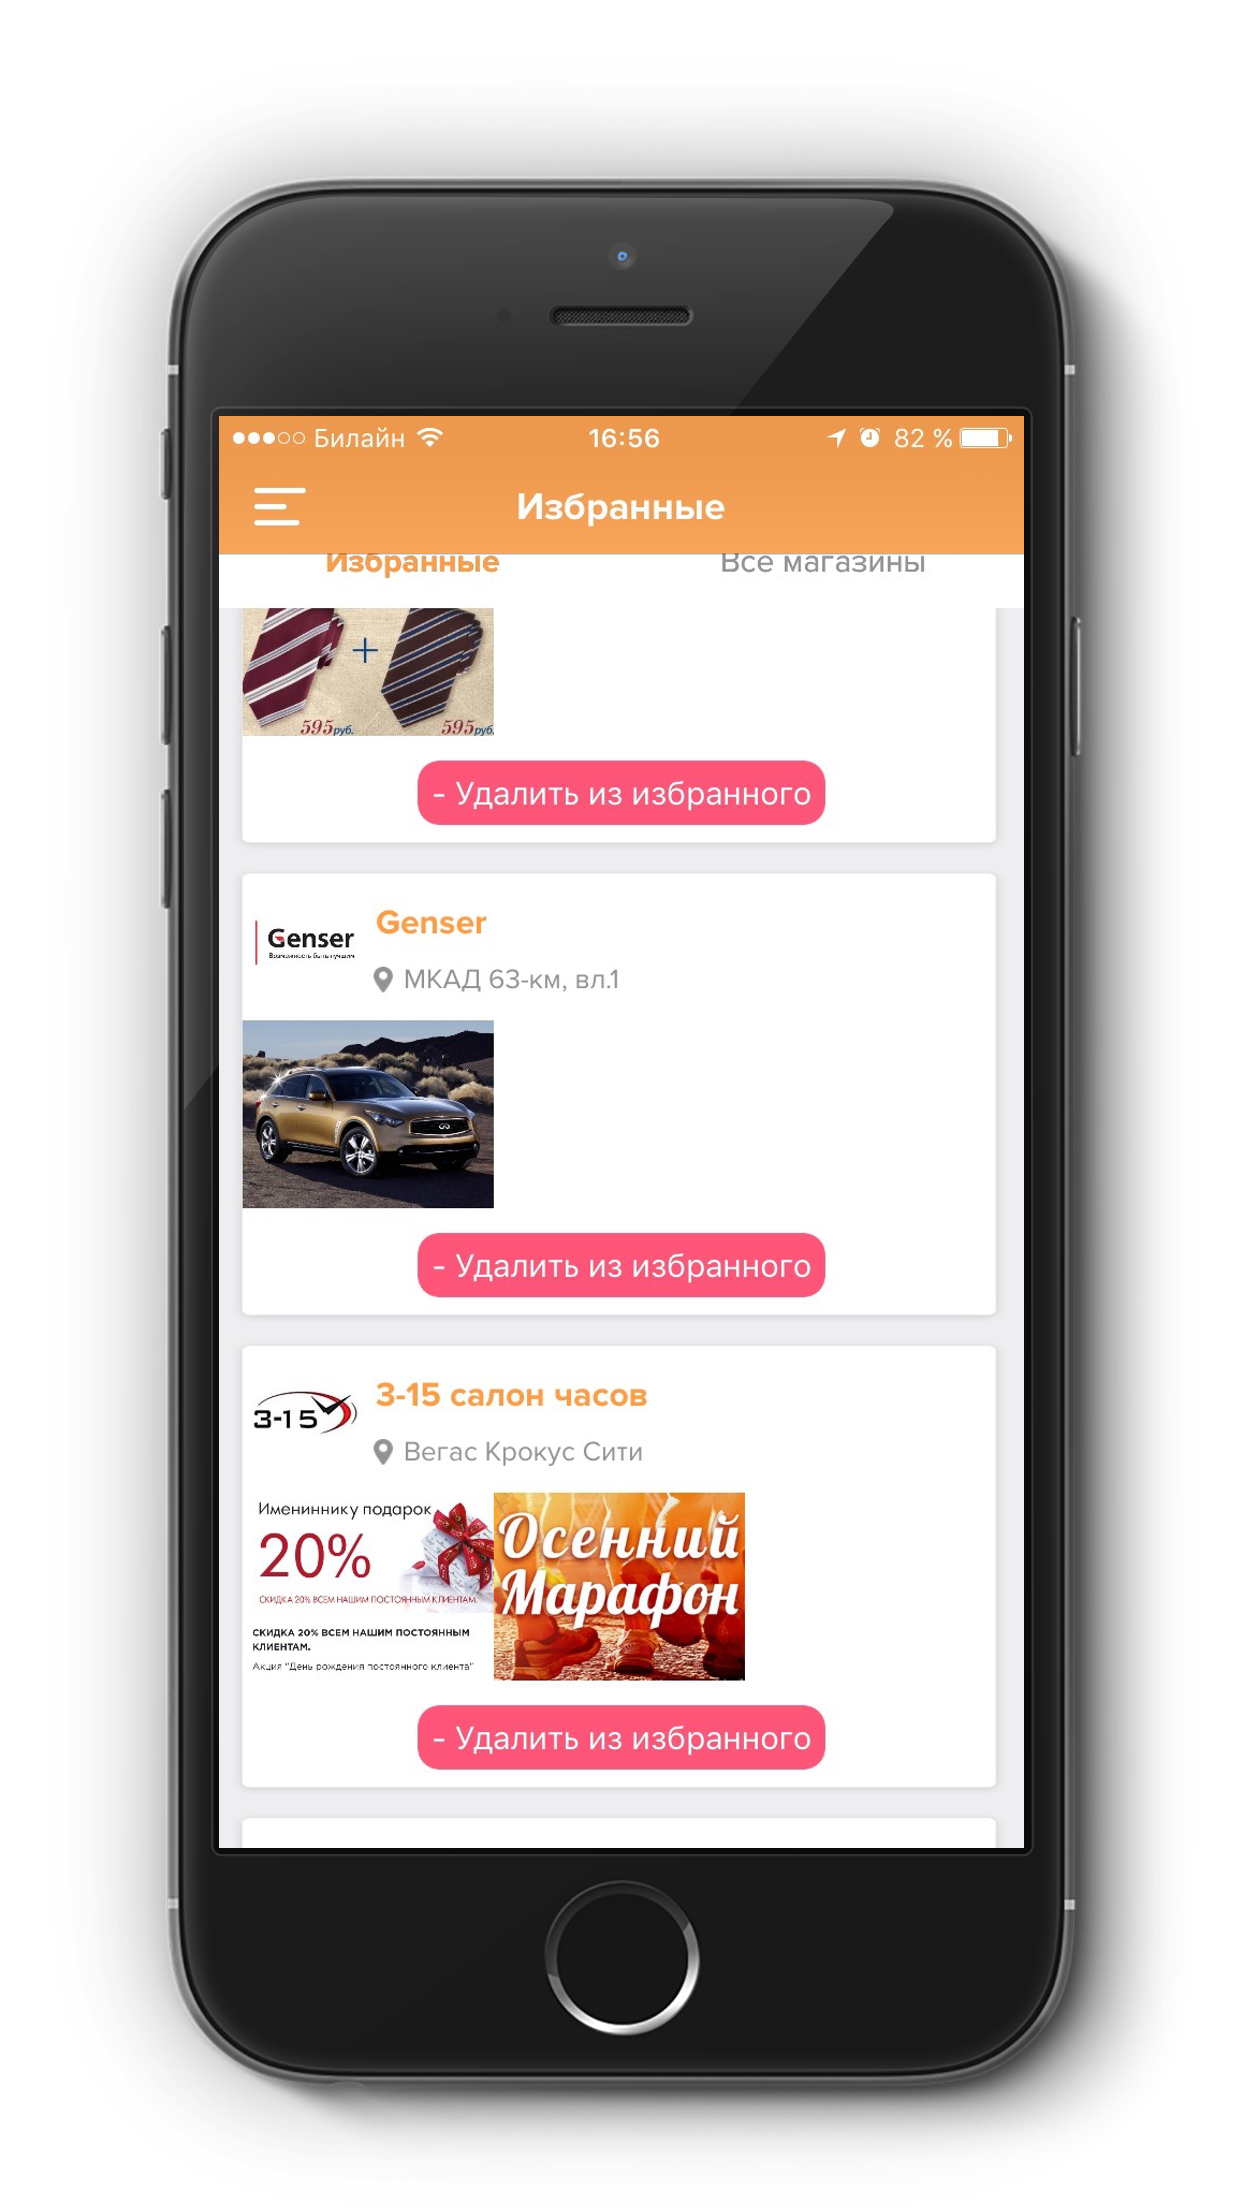 Билайн 16:56 82 %
Избранные
Избранные Все магазины
+
595руб. 595руб.
- Удалить из избранного
Genser
Возможность быть лучшим
Genser
МКАД 63-км, вл.1
- Удалить из избранного
3-15
3-15 салон часов
Вегас Крокус Сити
Имениннику подарок
20%
СКИДКА 20% ВСЕМ НАШИМ ПОСТОЯННЫМ КЛИЕНТАМ.
СКИДКА 20% ВСЕМ НАШИМ ПОСТОЯННЫМ
КЛИЕНТАМ.
Акция "День рождения постоянного клиента"
Осенний
Марафон
- Удалить из избранного